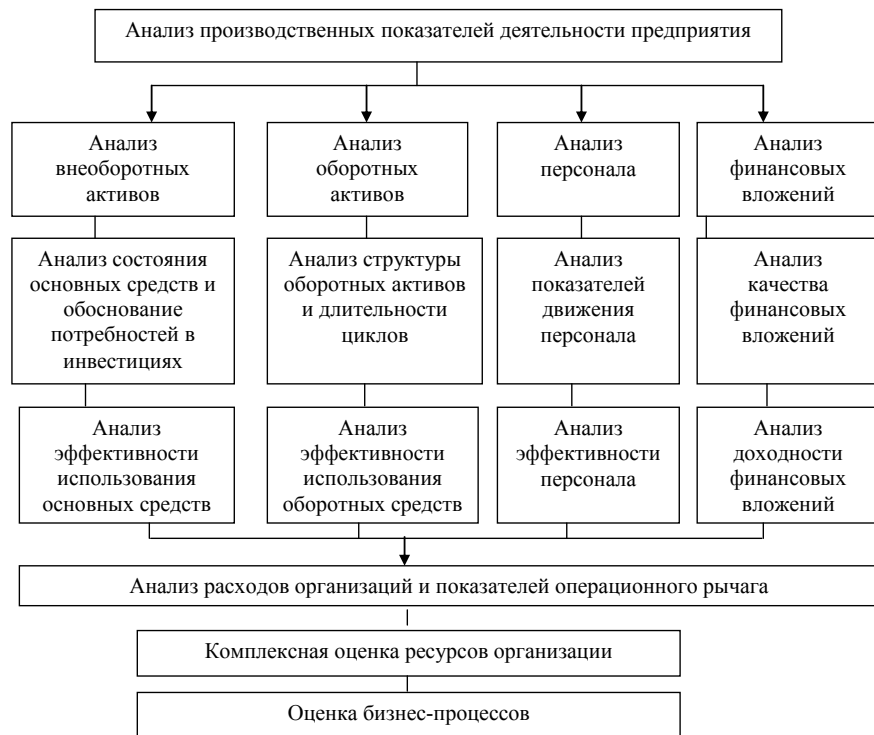 Анализ производственных показателей деятельности предприятия
Анализ
внеоборотных
активов
Анализ
оборотных
активов
Анализ
персонала
Анализ
финансовых
вложений
Анализ состояния
основных средств и
обоснование
потребностей в
инвестициях
Анализ структуры
оборотных активов
и длительности
циклов
Анализ
показателей
движения
персонала
Анализ
качества
финансовых
вложений
Анализ
эффективности
использования
основных средств
Анализ
эффективности
использования
оборотных средств
Анализ
эффективности
персонала
Анализ
доходности
финансовых
вложений
Анализ расходов организаций и показателей операционного рычага
Комплексная оценка ресурсов организации
Оценка бизнес-процессов